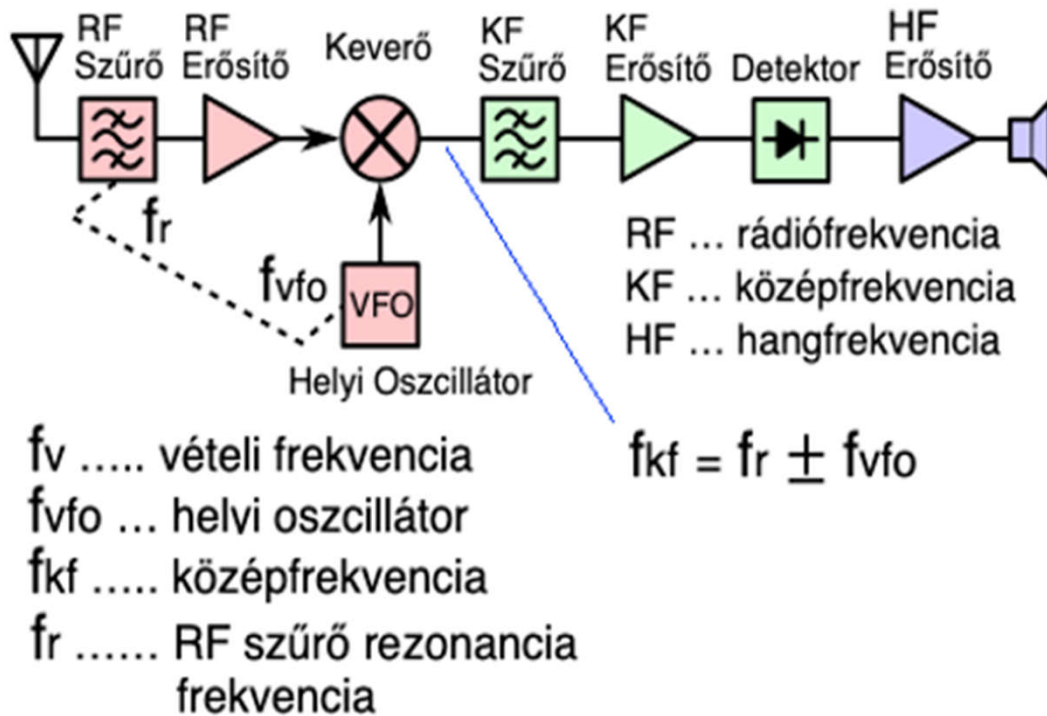 RF
Szűrő
RF
Erősítő
Keverő
KF
Szűrő
KF
Erősítő
Detektor
HF
Erősítő
fr
fvfo
VFO
Helyi Oszcillátor
RF ... rádiófrekvencia
KF ... középfrekvencia
HF ... hangfrekvencia
fkf = fr ± fvfo
fv ..... vételi frekvencia
fvfo ... helyi oszcillátor
fkf ..... középfrekvencia
fr ...... RF szűrő rezonancia
frekvencia